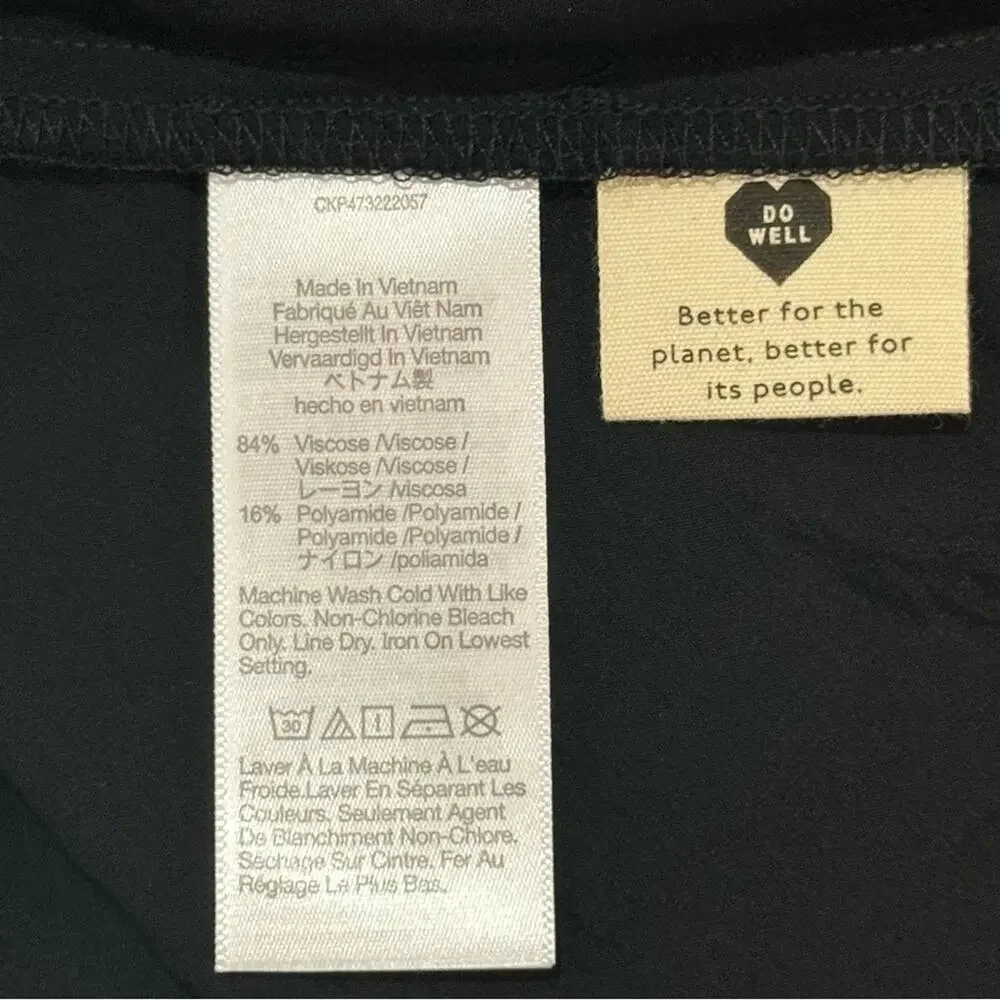 CKP473222057
Made In Vietnam
Fabriqué Au Viêt Nam
Hergestellt In Vietnam
Vervaardigd In Vietnam
ベトナム製
hecho en vietnam
84% Viscose /Viscose /
Viskose /Viscose /
レーヨン /viscosa
16% Polyamide /Polyamide /
Polyamide /Polyamide /
ナイロン /poliamida
Machine Wash Cold With Like
Colors. Non-Chlorine Bleach
Only. Line Dry. Iron On Lowest
Setting.
30
Laver À La Machine À L'eau
Froide.Laver En Séparant Les
Couleurs. Seulement Agent
De Blanchiment Non-Chlore.
Séchage Sur Cintre. Fer Au
Réglage Le Plus Bas.
DO
WELL
Better for the
planet, better for
its people.